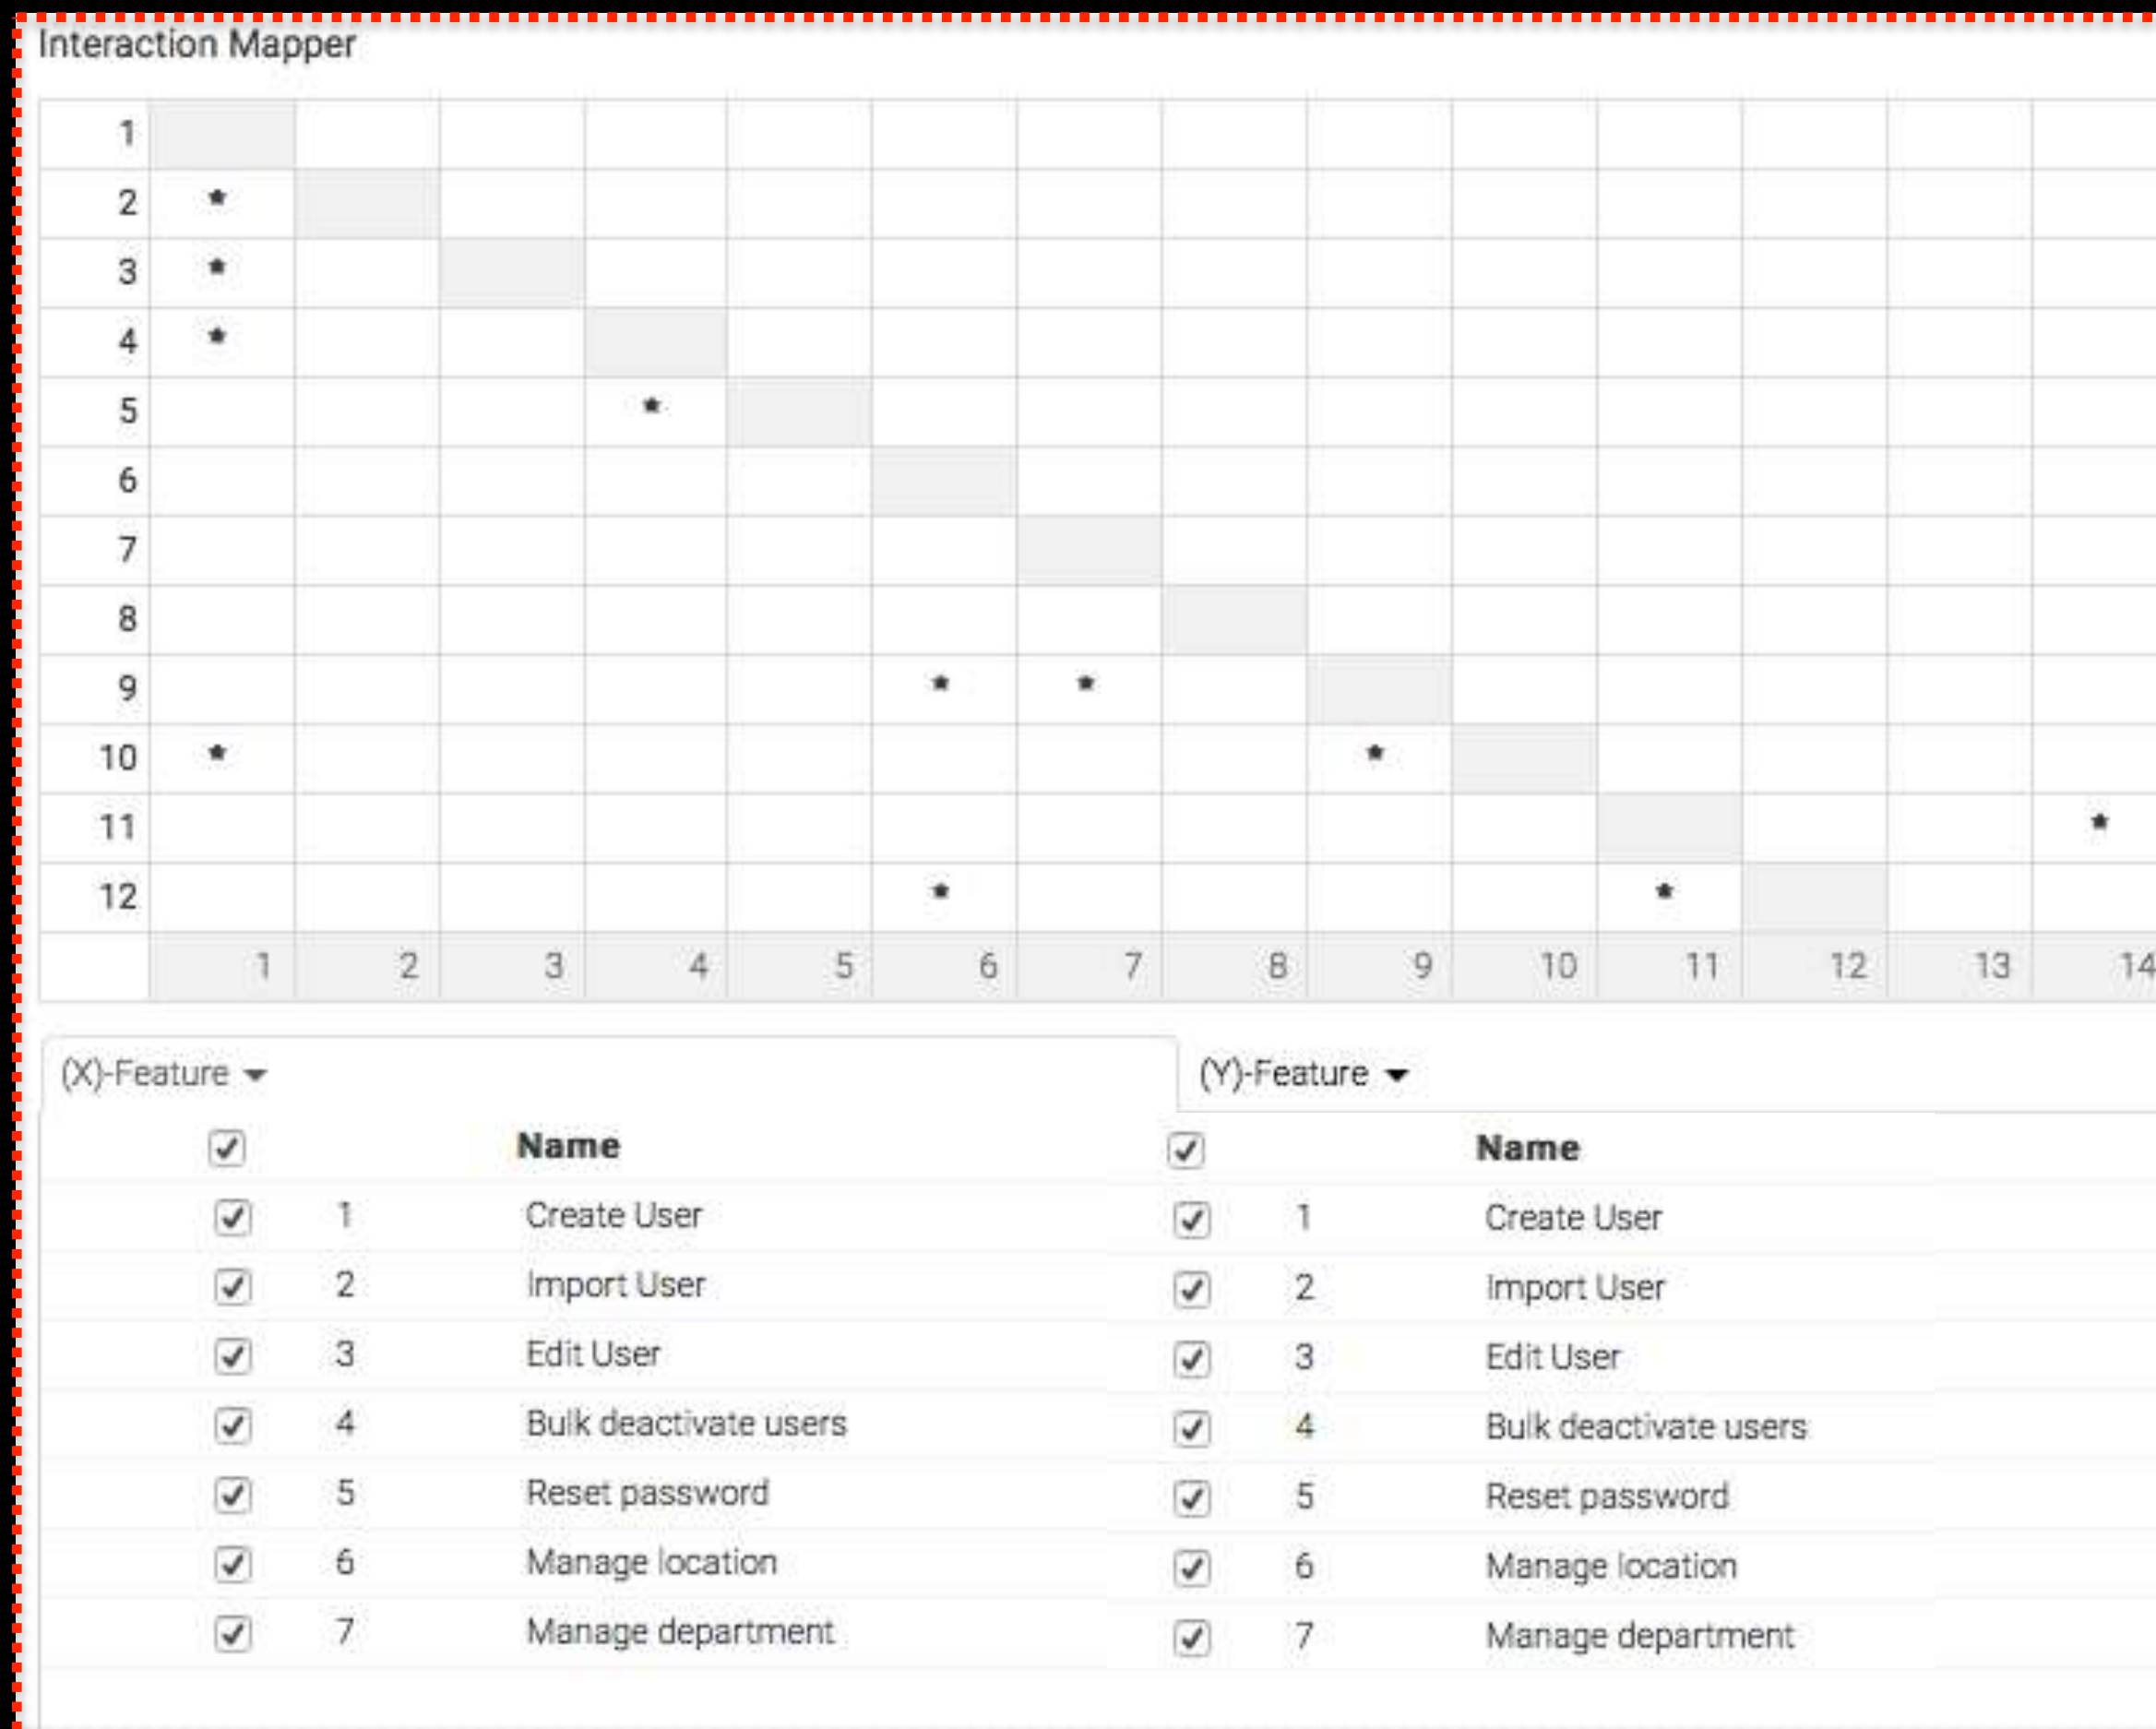 Interaction Mapper
1
2 *
3 *
4 *
5 *
6
7
8
9 * *
10 * *
11 *
12 * *
1 2 3 4 5 6 7 8 9 10 11 12 13 14
(X)-Feature (Y)-Feature
Name Name
1 Create User 1 Create User
2 Import User 2 Import User
3 Edit User 3 Edit User
4 Bulk deactivate users 4 Bulk deactivate users
5 Reset password 5 Reset password
6 Manage location 6 Manage location
7 Manage department 7 Manage department